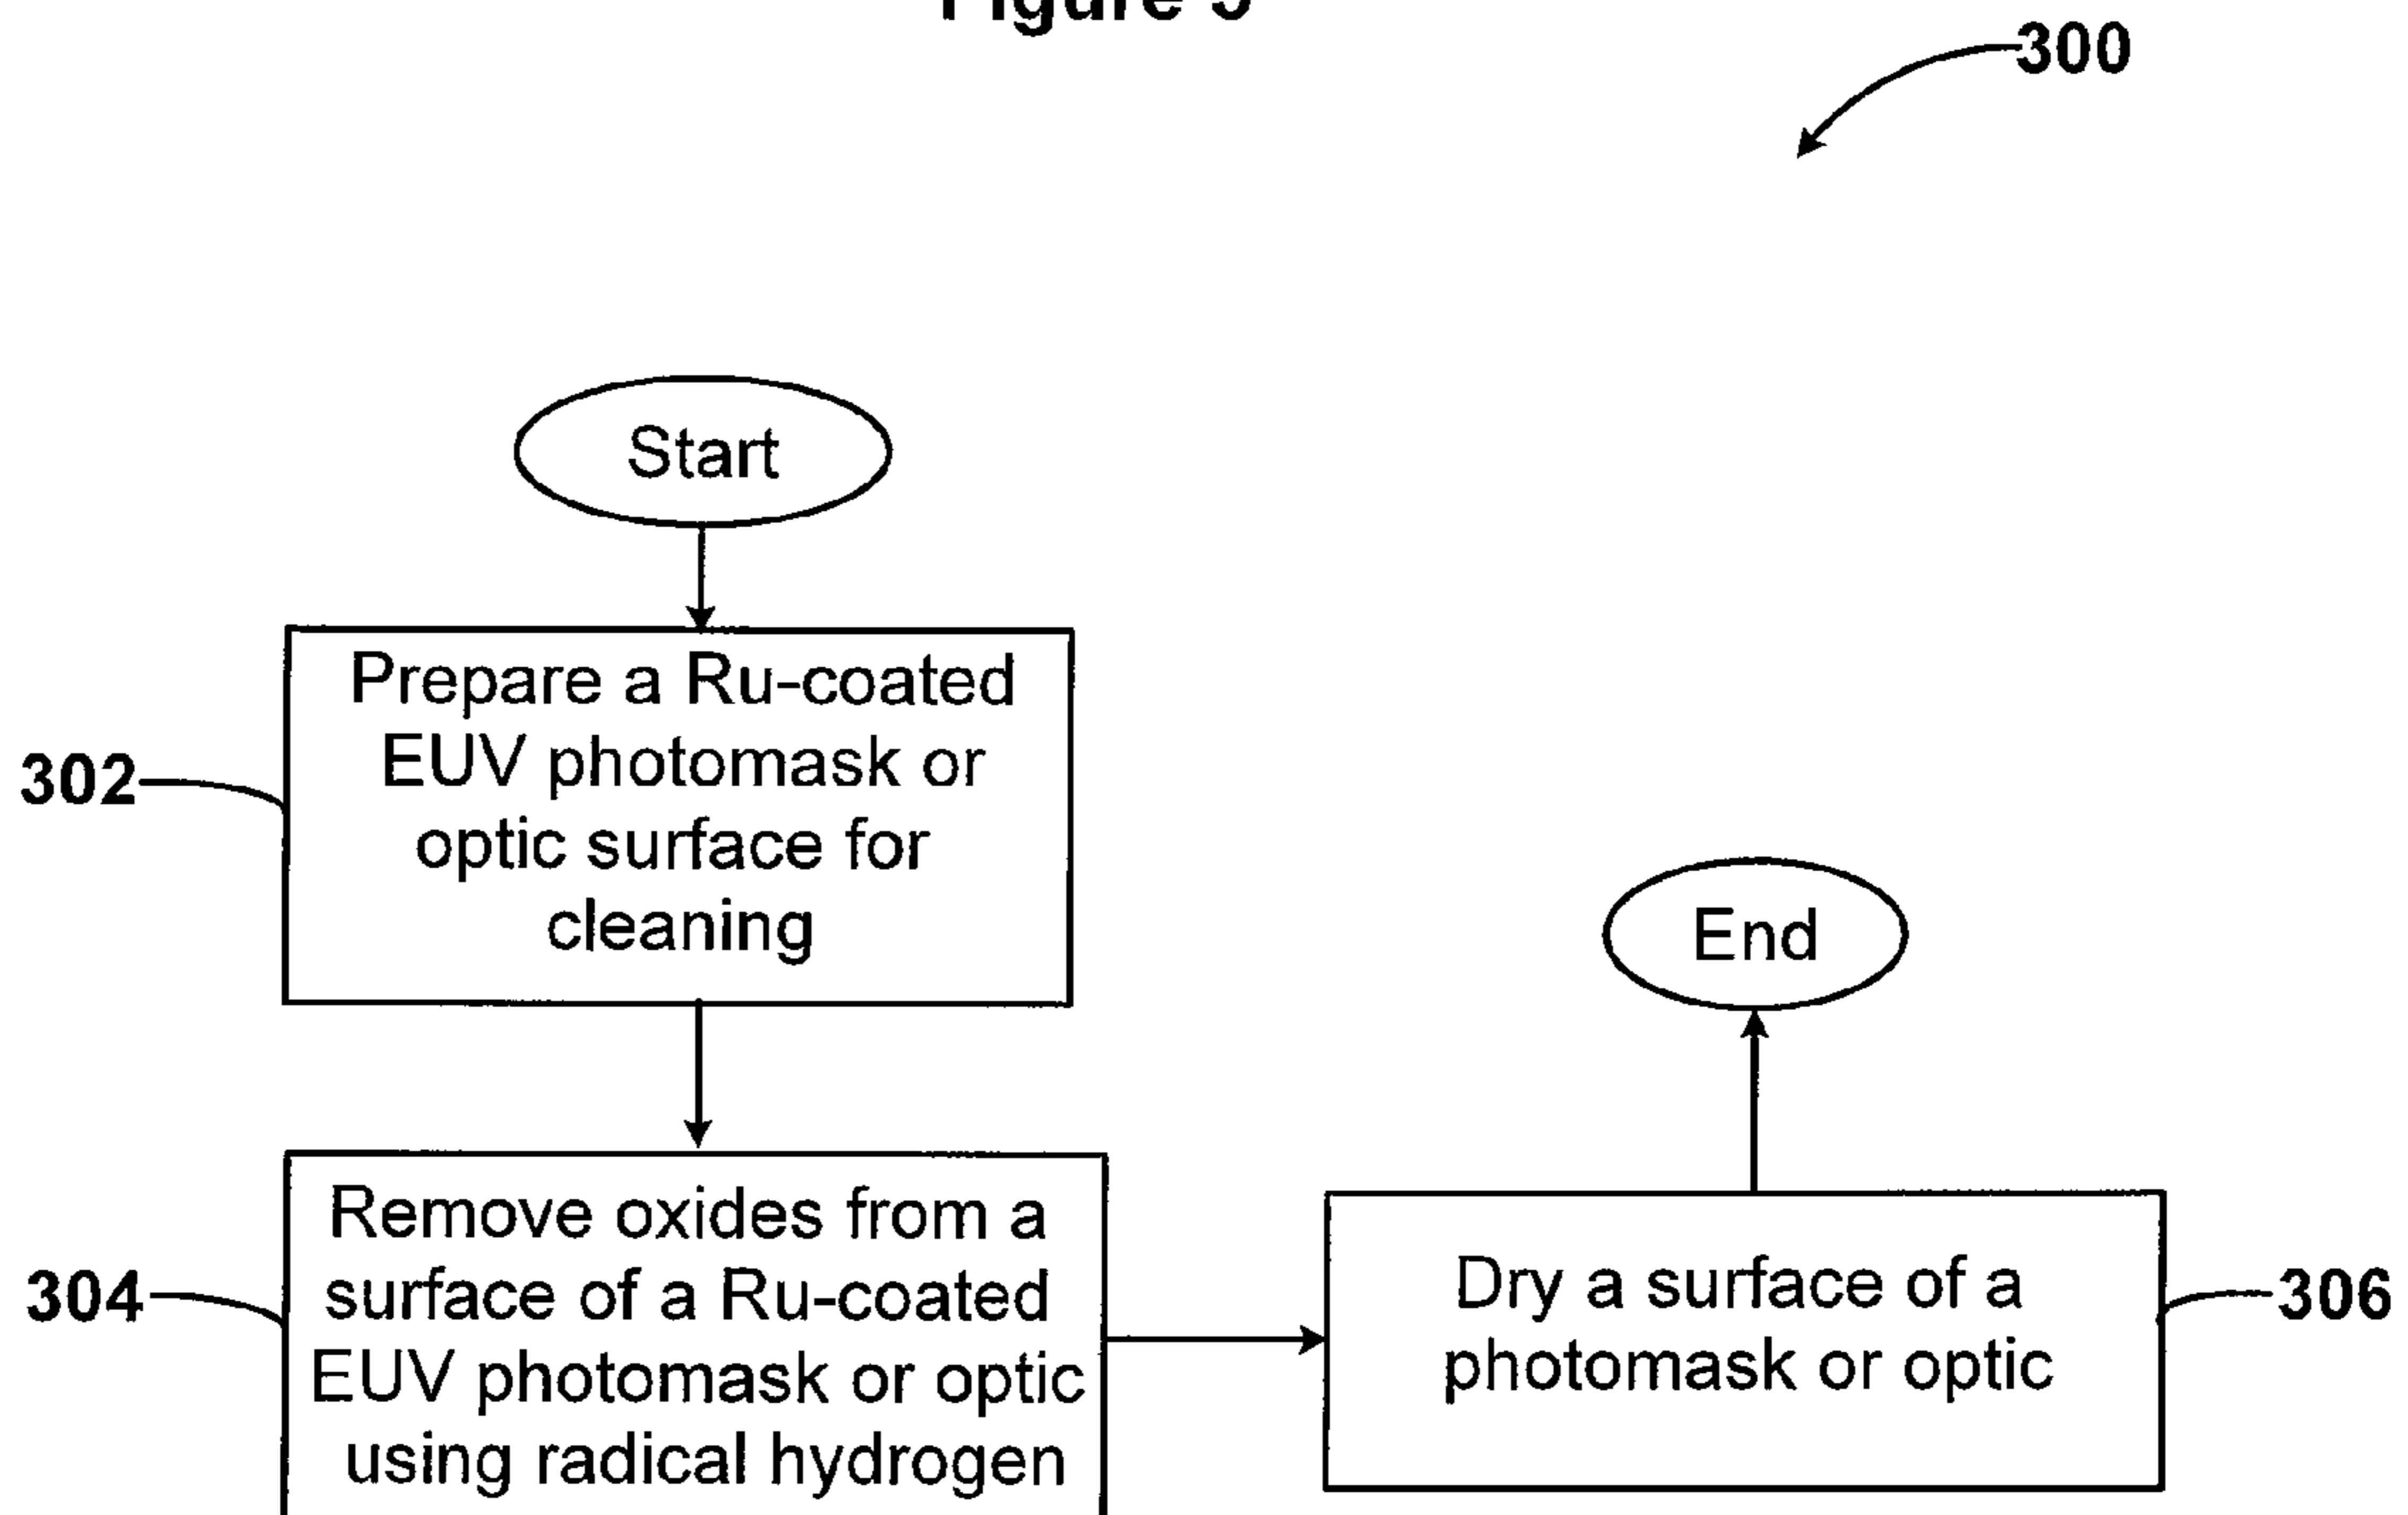 300
Start
Prepare a Ru-coated
EUV photomask or
optic surface for
cleaning
302
Remove oxides from a
surface of a Ru-coated
EUV photomask or optic
using radical hydrogen
304
Dry a surface of a
photomask or optic
306
End